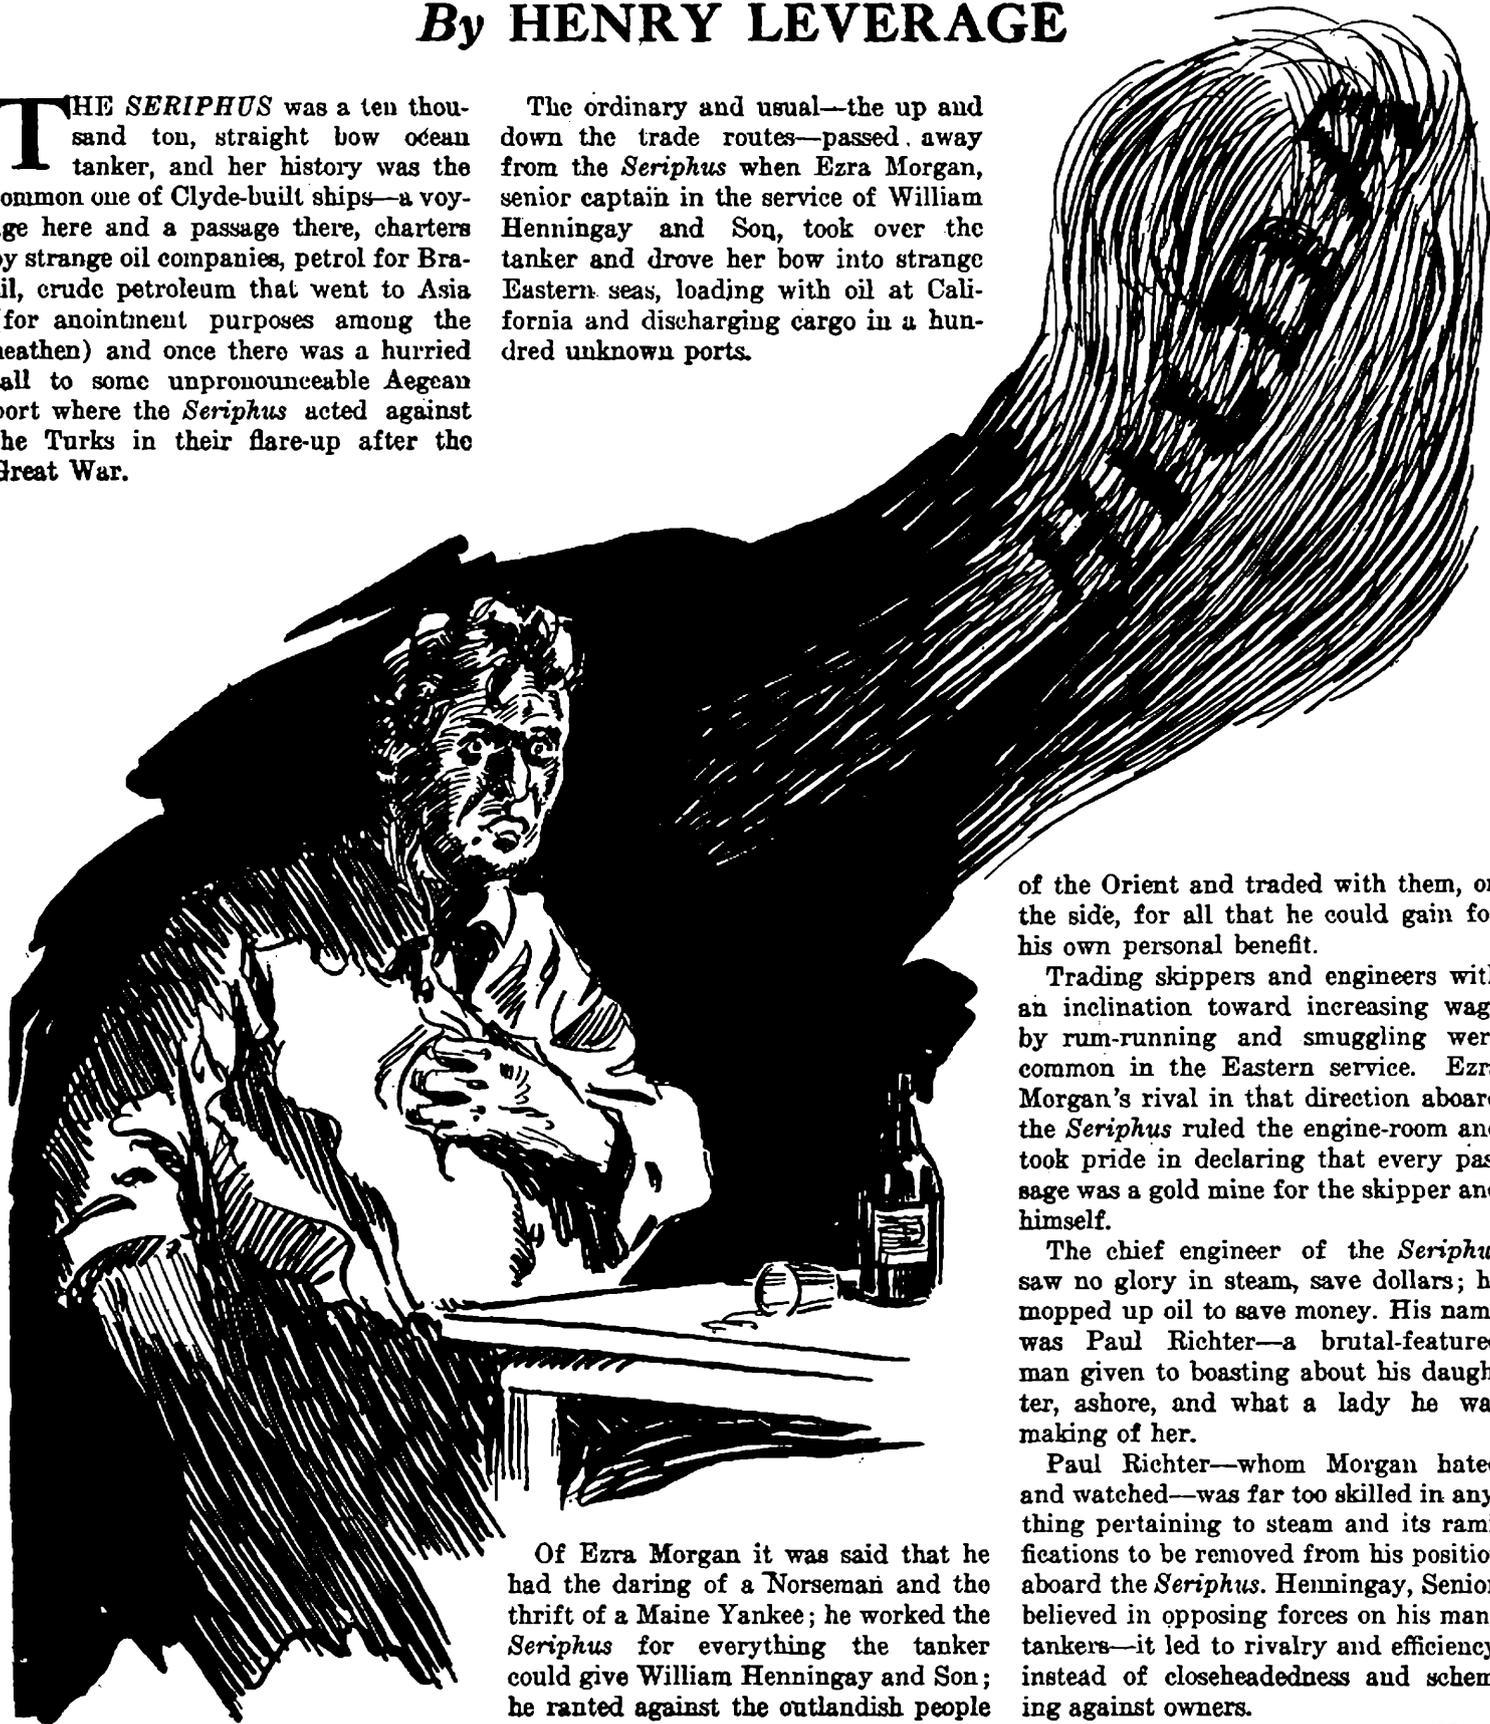 By HENRY LEVERAGE
THE SERIPHUS was a ten thou-
sand ton, straight bow ocean
tanker, and her history was the
ommon one of Clyde-built ships—a voy-
ge here and a passage there, charters
by strange oil companies, petrol for Bra-
il, crude petroleum that went to Asia
(for anointment purposes among the
heathen) and once there was a hurried
all to some unpronounceable Aegean
port where the Seriphus acted against
he Turks in their flare-up after the
Great War.
The ordinary and usual—the up and
down the trade routes—passed away
from the Seriphus when Ezra Morgan,
senior captain in the service of William
Henningay and Son, took over the
tanker and drove her bow into strange
Eastern seas, loading with oil at Cali-
fornia and discharging cargo in a hun-
dred unknown ports.
HILDA
Of Ezra Morgan it was said that he
had the daring of a Norseman and the
thrift of a Maine Yankee; he worked the
Seriphus for everything the tanker
could give William Henningay and Son;
he ranted against the outlandish people
of the Orient and traded with them, on
the side, for all that he could gain fo
his own personal benefit.
Trading skippers and engineers with
an inclination toward increasing wag
by rum-running and smuggling wer
common in the Eastern service. Ezr
Morgan's rival in that direction aboar
the Seriphus ruled the engine-room an
took pride in declaring that every pas
sage was a gold mine for the skipper an
himself.
The chief engineer of the Seriphu
saw no glory in steam, save dollars; h
mopped up oil to save money. His nam
was Paul Richter—a brutal-feature
man given to boasting about his daugh
ter, ashore, and what a lady he wa
making of her.
Paul Richter—whom Morgan hate
and watched—was far too skilled in any
thing pertaining to steam and its rami
fications to be removed from his positio
aboard the Seriphus. Henningay, Senior
believed in opposing forces on his man
tankers—it led to rivalry and efficiency
instead of closeheadedness and schem
ing against owners.